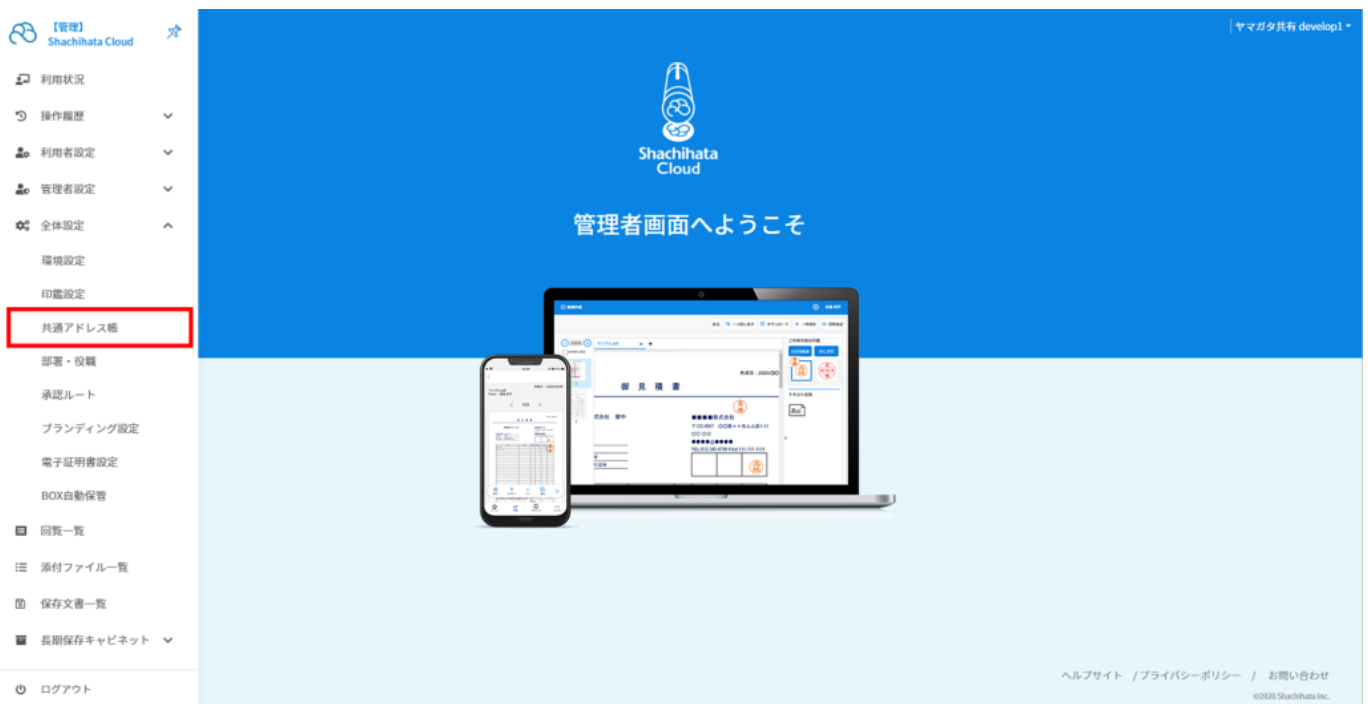 【管理】
Shachihata Cloud
利用状況
操作履歴
利用者設定
管理者設定
全体設定
環境設定
印鑑設定
共通アドレス帳
部署・役職
承認ルート
ブランディング設定
電子証明書設定
BOX自動保管
回覧一覧
添付ファイル一覧
保存文書一覧
長期保存キャビネット
ログアウト
ヤマガタ共有 develop1
Shachihata
Cloud
管理者画面へようこそ
御 見 積 書
ヘルプサイト / プライバシーポリシー / お問い合わせ
©2020 Shachihata Inc.